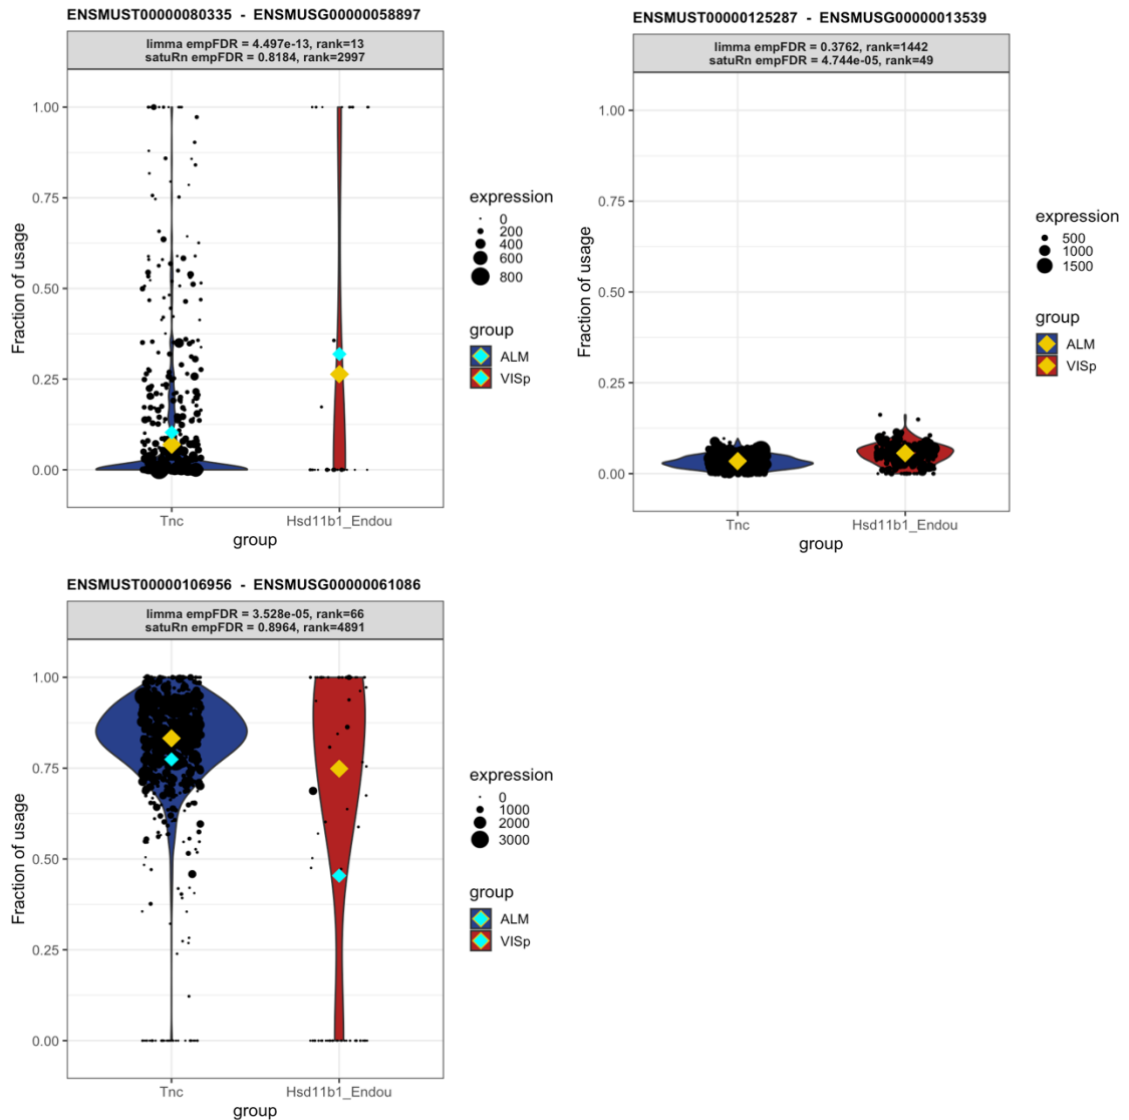 ENSMUST00000080335 - ENSMUSG00000058897
limma empFDR = 4.497e-13, rank=13
satuRn empFDR = 0.8184, rank=2997
1.00
0.75
0.50
0.25
0.00
Fraction of usage
Tnc
Hsd11b1_Endou
group
expression
0
200
400
600
800
group
ALM
VISp
ENSMUST00000125287 - ENSMUSG00000013539
limma empFDR = 0.3762, rank=1442
satuRn empFDR = 4.744e-05, rank=49
1.00
0.75
0.50
0.25
0.00
Fraction of usage
Tnc
Hsd11b1_Endou
group
expression
500
1000
1500
group
ALM
VISp
ENSMUST00000106956 - ENSMUSG00000061086
limma empFDR = 3.528e-05, rank=66
satuRn empFDR = 0.8964, rank=4891
1.00
0.75
0.50
0.25
0.00
Fraction of usage
Tnc
Hsd11b1_Endou
group
expression
0
1000
2000
3000
group
ALM
VISp